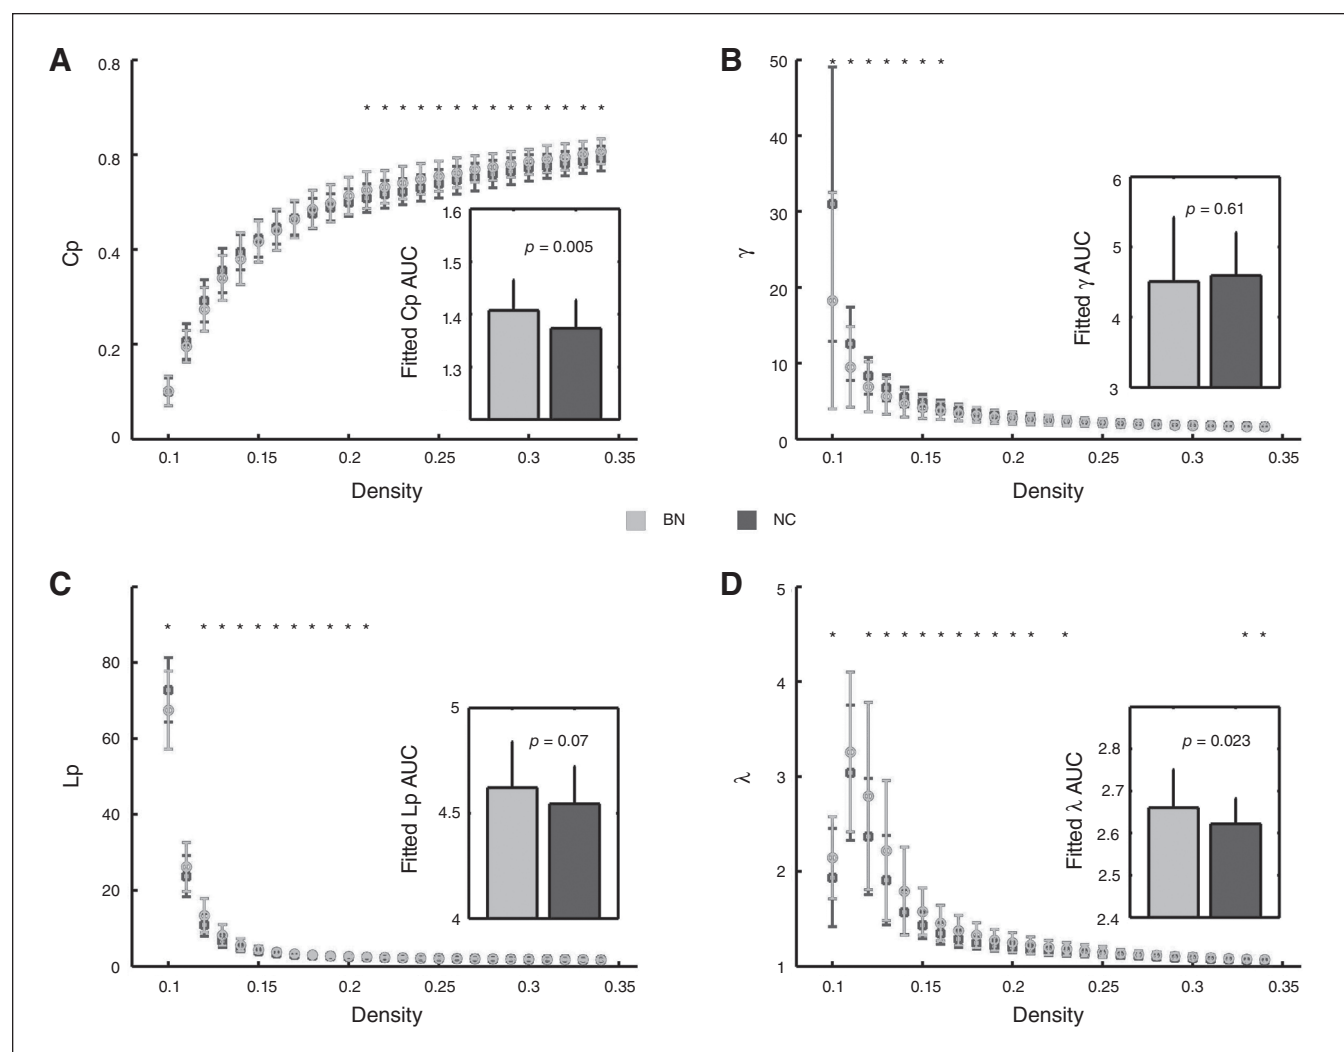 A
0.8
0.8
0.4
0.2
0
Cp
* * * * * * * * * * * * * *
0.1 0.15 0.2 0.25 0.3 0.35
Density
1.6
1.5
1.4
1.3
Fitted Cp AUC
p = 0.005
B
50
40
30
20
10
0
γ
* * * * * * *
0.1 0.15 0.2 0.25 0.3 0.35
Density
6
5
4
3
Fitted γ AUC
p = 0.61
BN NC
C
80
60
40
20
0
Lp
* * * * * * * * * * *
0.1 0.15 0.2 0.25 0.3 0.35
Density
5
4.5
4
Fitted Lp AUC
p = 0.07
D
5
4
3
2
1
λ
* * * * * * * * * * * * * *
0.1 0.15 0.2 0.25 0.3 0.35
Density
2.8
2.7
2.6
2.5
2.4
Fitted λ AUC
p = 0.023